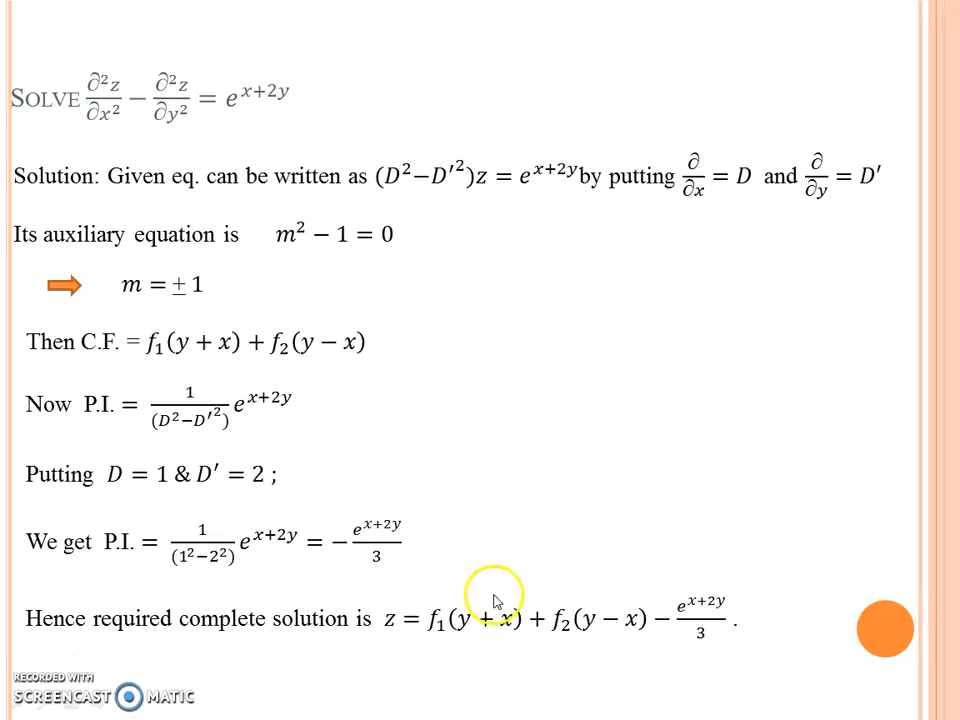 SOLVE ∂²z/∂x² − ∂²z/∂y² = e^{x+2y}
Solution: Given eq. can be written as (D²−D′²)z = e^{x+2y}by putting ∂/∂x = D and ∂/∂y = D′
Its auxiliary equation is m² − 1 = 0
m = ± 1
Then C.F. = f₁(y + x) + f₂(y − x)
Now P.I. = 1/(D²−D′²) e^{x+2y}
Putting D = 1 & D′ = 2 ;
We get P.I. = 1/(1²−2²) e^{x+2y} = − e^{x+2y}/3
Hence required complete solution is z = f₁(y + x) + f₂(y − x) − e^{x+2y}/3 .
RECORDED WITH
SCREENCAST MATIC